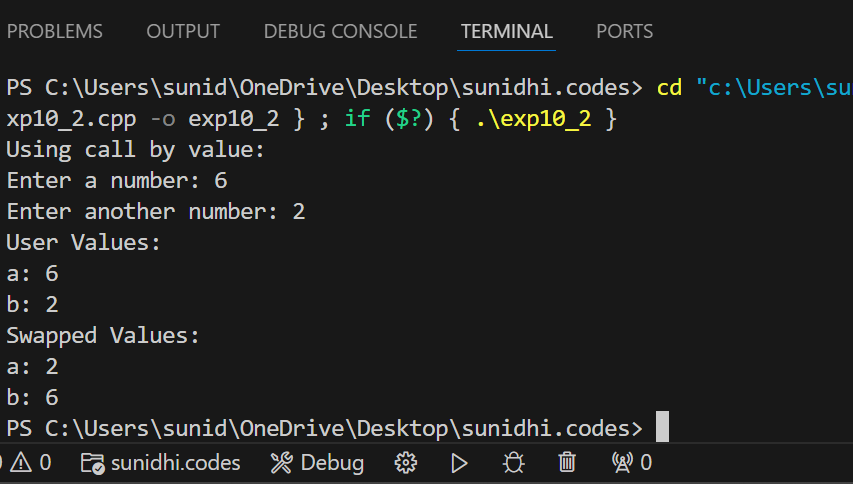 PROBLEMS OUTPUT DEBUG CONSOLE TERMINAL PORTS
PS C:\Users\sunid\OneDrive\Desktop\sunidhi.codes> cd "c:\Users\su
xp10_2.cpp -o exp10_2 } ; if ($?) { .\exp10_2 }
Using call by value:
Enter a number: 6
Enter another number: 2
User Values:
a: 6
b: 2
Swapped Values:
a: 2
b: 6
PS C:\Users\sunid\OneDrive\Desktop\sunidhi.codes>
0 sunidhi.codes Debug 0